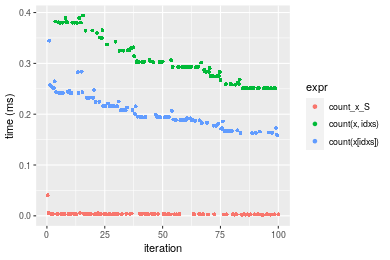 0.4
0.3
0.2
0.1
0.0
time (ms)
0
25
50
75
100
iteration
expr
count_x_S
count(x, idxs)
count(x[idxs])